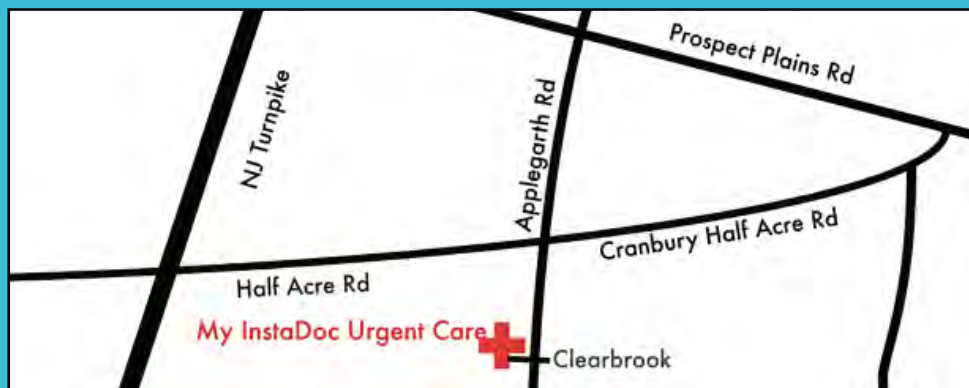 Prospect Plains Rd
NJ Turnpike
Applegarth Rd
Cranbury Half Acre Rd
Half Acre Rd
My InstaDoc Urgent Care
Clearbrook